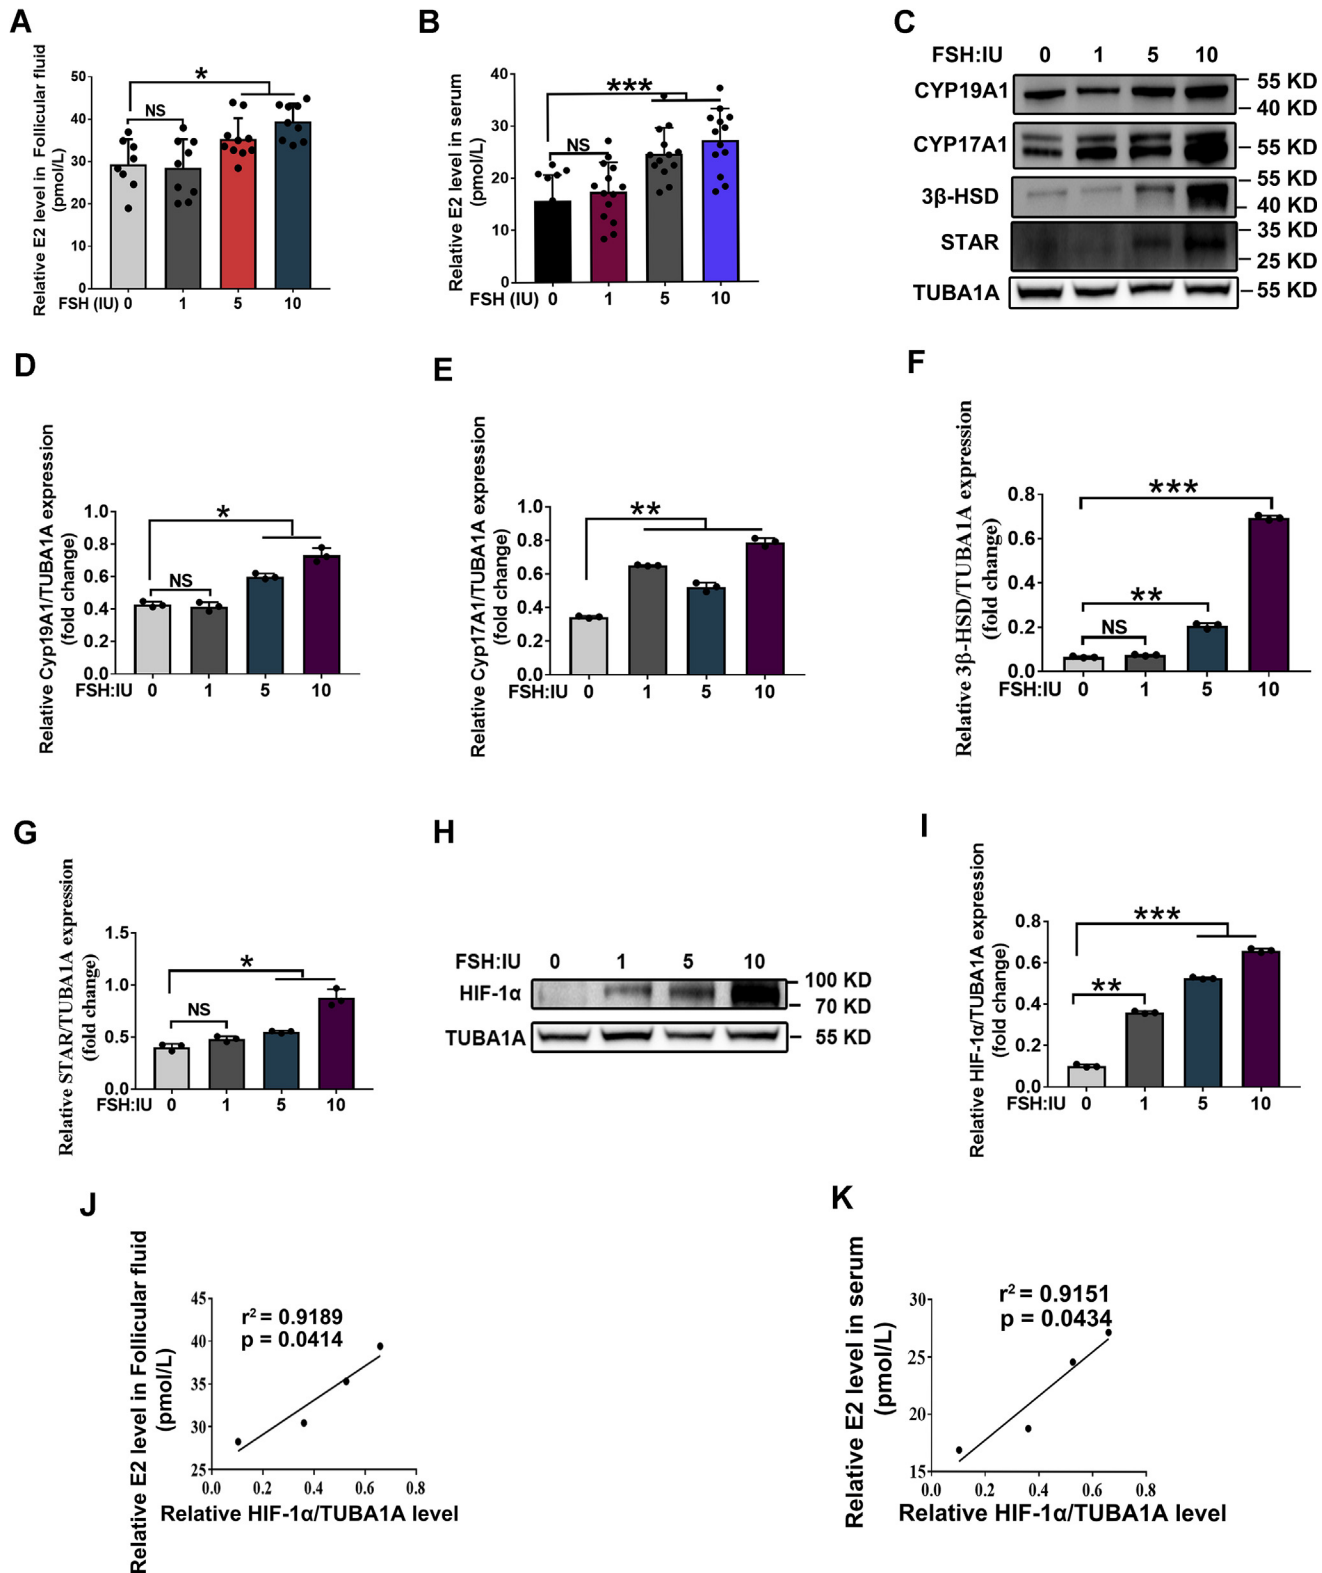 A
Relative E2 level in Follicular fluid
(pmol/L)
50
40
30
20
10
0
*
NS
FSH (IU) 0 1 5 10
B
Relative E2 level in serum
(pmol/L)
40
30
20
10
0
***
NS
FSH (IU) 0 1 5 10
C
FSH:IU 0 1 5 10
CYP19A1
55 KD
40 KD
CYP17A1
55 KD
3β-HSD
55 KD
40 KD
STAR
35 KD
25 KD
TUBA1A
55 KD
D
Relative Cyp19A1/TUBA1A expression
(fold change)
1.0
0.8
0.6
0.4
0.2
0.0
*
NS
FSH:IU 0 1 5 10
E
Relative Cyp17A1/TUBA1A expression
(fold change)
1.0
0.8
0.6
0.4
0.2
0.0
**
FSH:IU 0 1 5 10
F
Relative 3β-HSD/TUBA1A expression
(fold change)
0.8
0.6
0.4
0.2
0.0
***
**
NS
FSH:IU 0 1 5 10
G
Relative STAR/TUBA1A expression
(fold change)
1.5
1.0
0.5
0.0
*
NS
FSH:IU 0 1 5 10
H
FSH:IU 0 1 5 10
HIF-1α
100 KD
70 KD
TUBA1A
55 KD
I
Relative HIF-1α/TUBA1A expression
(fold change)
0.8
0.6
0.4
0.2
0.0
***
**
FSH:IU 0 1 5 10
J
Relative E2 level in Follicular fluid
(pmol/L)
45
40
35
30
25
r² = 0.9189
p = 0.0414
0.0 0.2 0.4 0.6 0.8
Relative HIF-1α/TUBA1A level
K
Relative E2 level in serum
(pmol/L)
30
25
20
15
r² = 0.9151
p = 0.0434
0.0 0.2 0.4 0.6 0.8
Relative HIF-1α/TUBA1A level